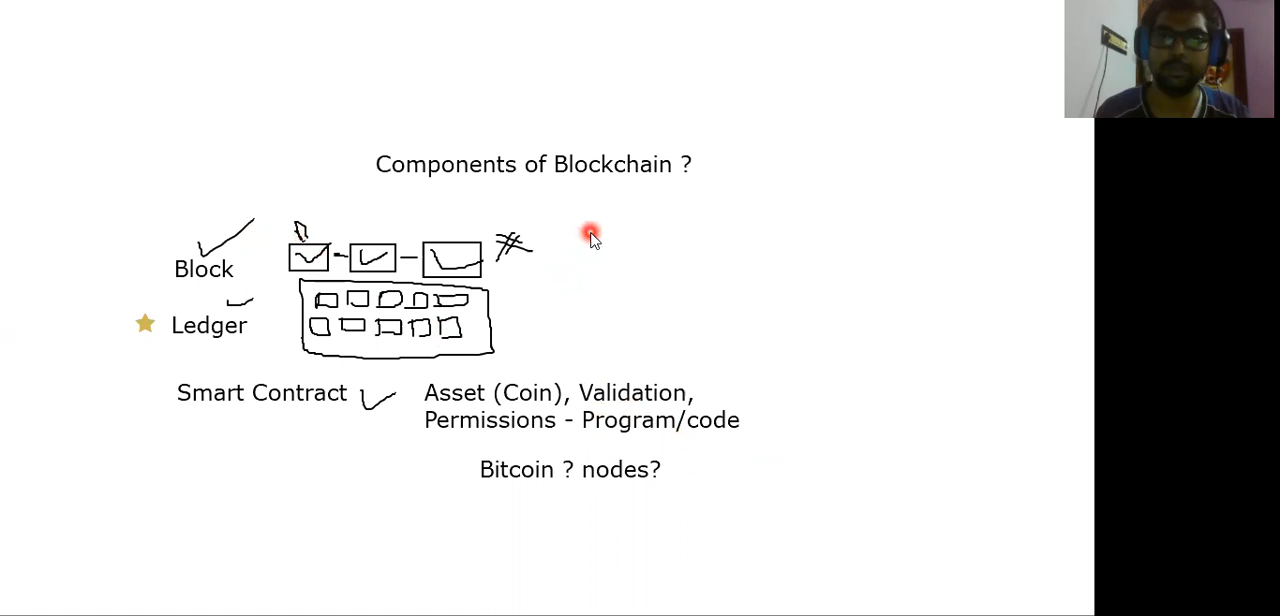 Components of Blockchain ?
Block
#
Ledger
Smart Contract
Asset (Coin), Validation,
Permissions - Program/code
Bitcoin ? nodes?